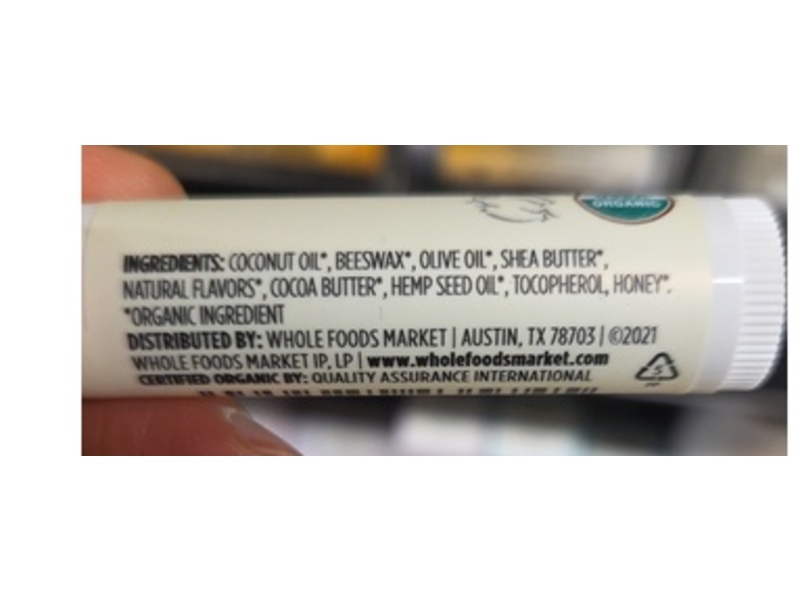 ORGANIC
INGREDIENTS: COCONUT OIL*, BEESWAX*, OLIVE OIL*, SHEA BUTTER*,
NATURAL FLAVORS*, COCOA BUTTER*, HEMP SEED OIL*, TOCOPHEROL, HONEY*.
*ORGANIC INGREDIENT
DISTRIBUTED BY: WHOLE FOODS MARKET | AUSTIN, TX 78703 | ©2021
WHOLE FOODS MARKET IP, LP | www.wholefoodsmarket.com
5
CERTIFIED ORGANIC BY: QUALITY ASSURANCE INTERNATIONAL